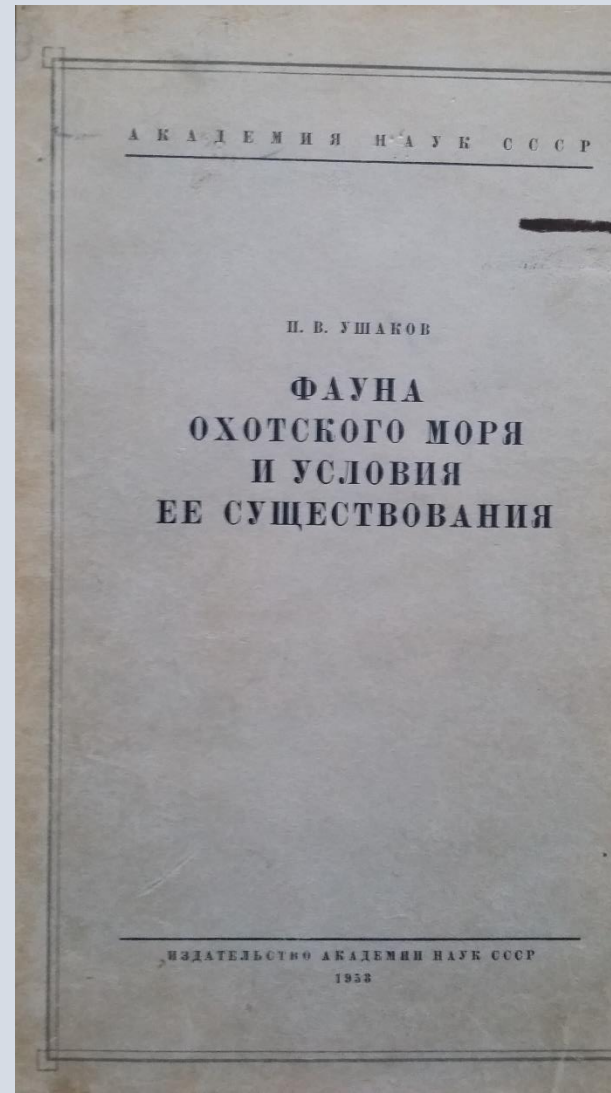 АКАДЕМИЯ НАУК СССР
П. В. УШАКОВ
ФАУНА
ОХОТСКОГО МОРЯ
И УСЛОВИЯ
ЕЕ СУЩЕСТВОВАНИЯ
ИЗДАТЕЛЬСТВО АКАДЕМИИ НАУК СССР
1953